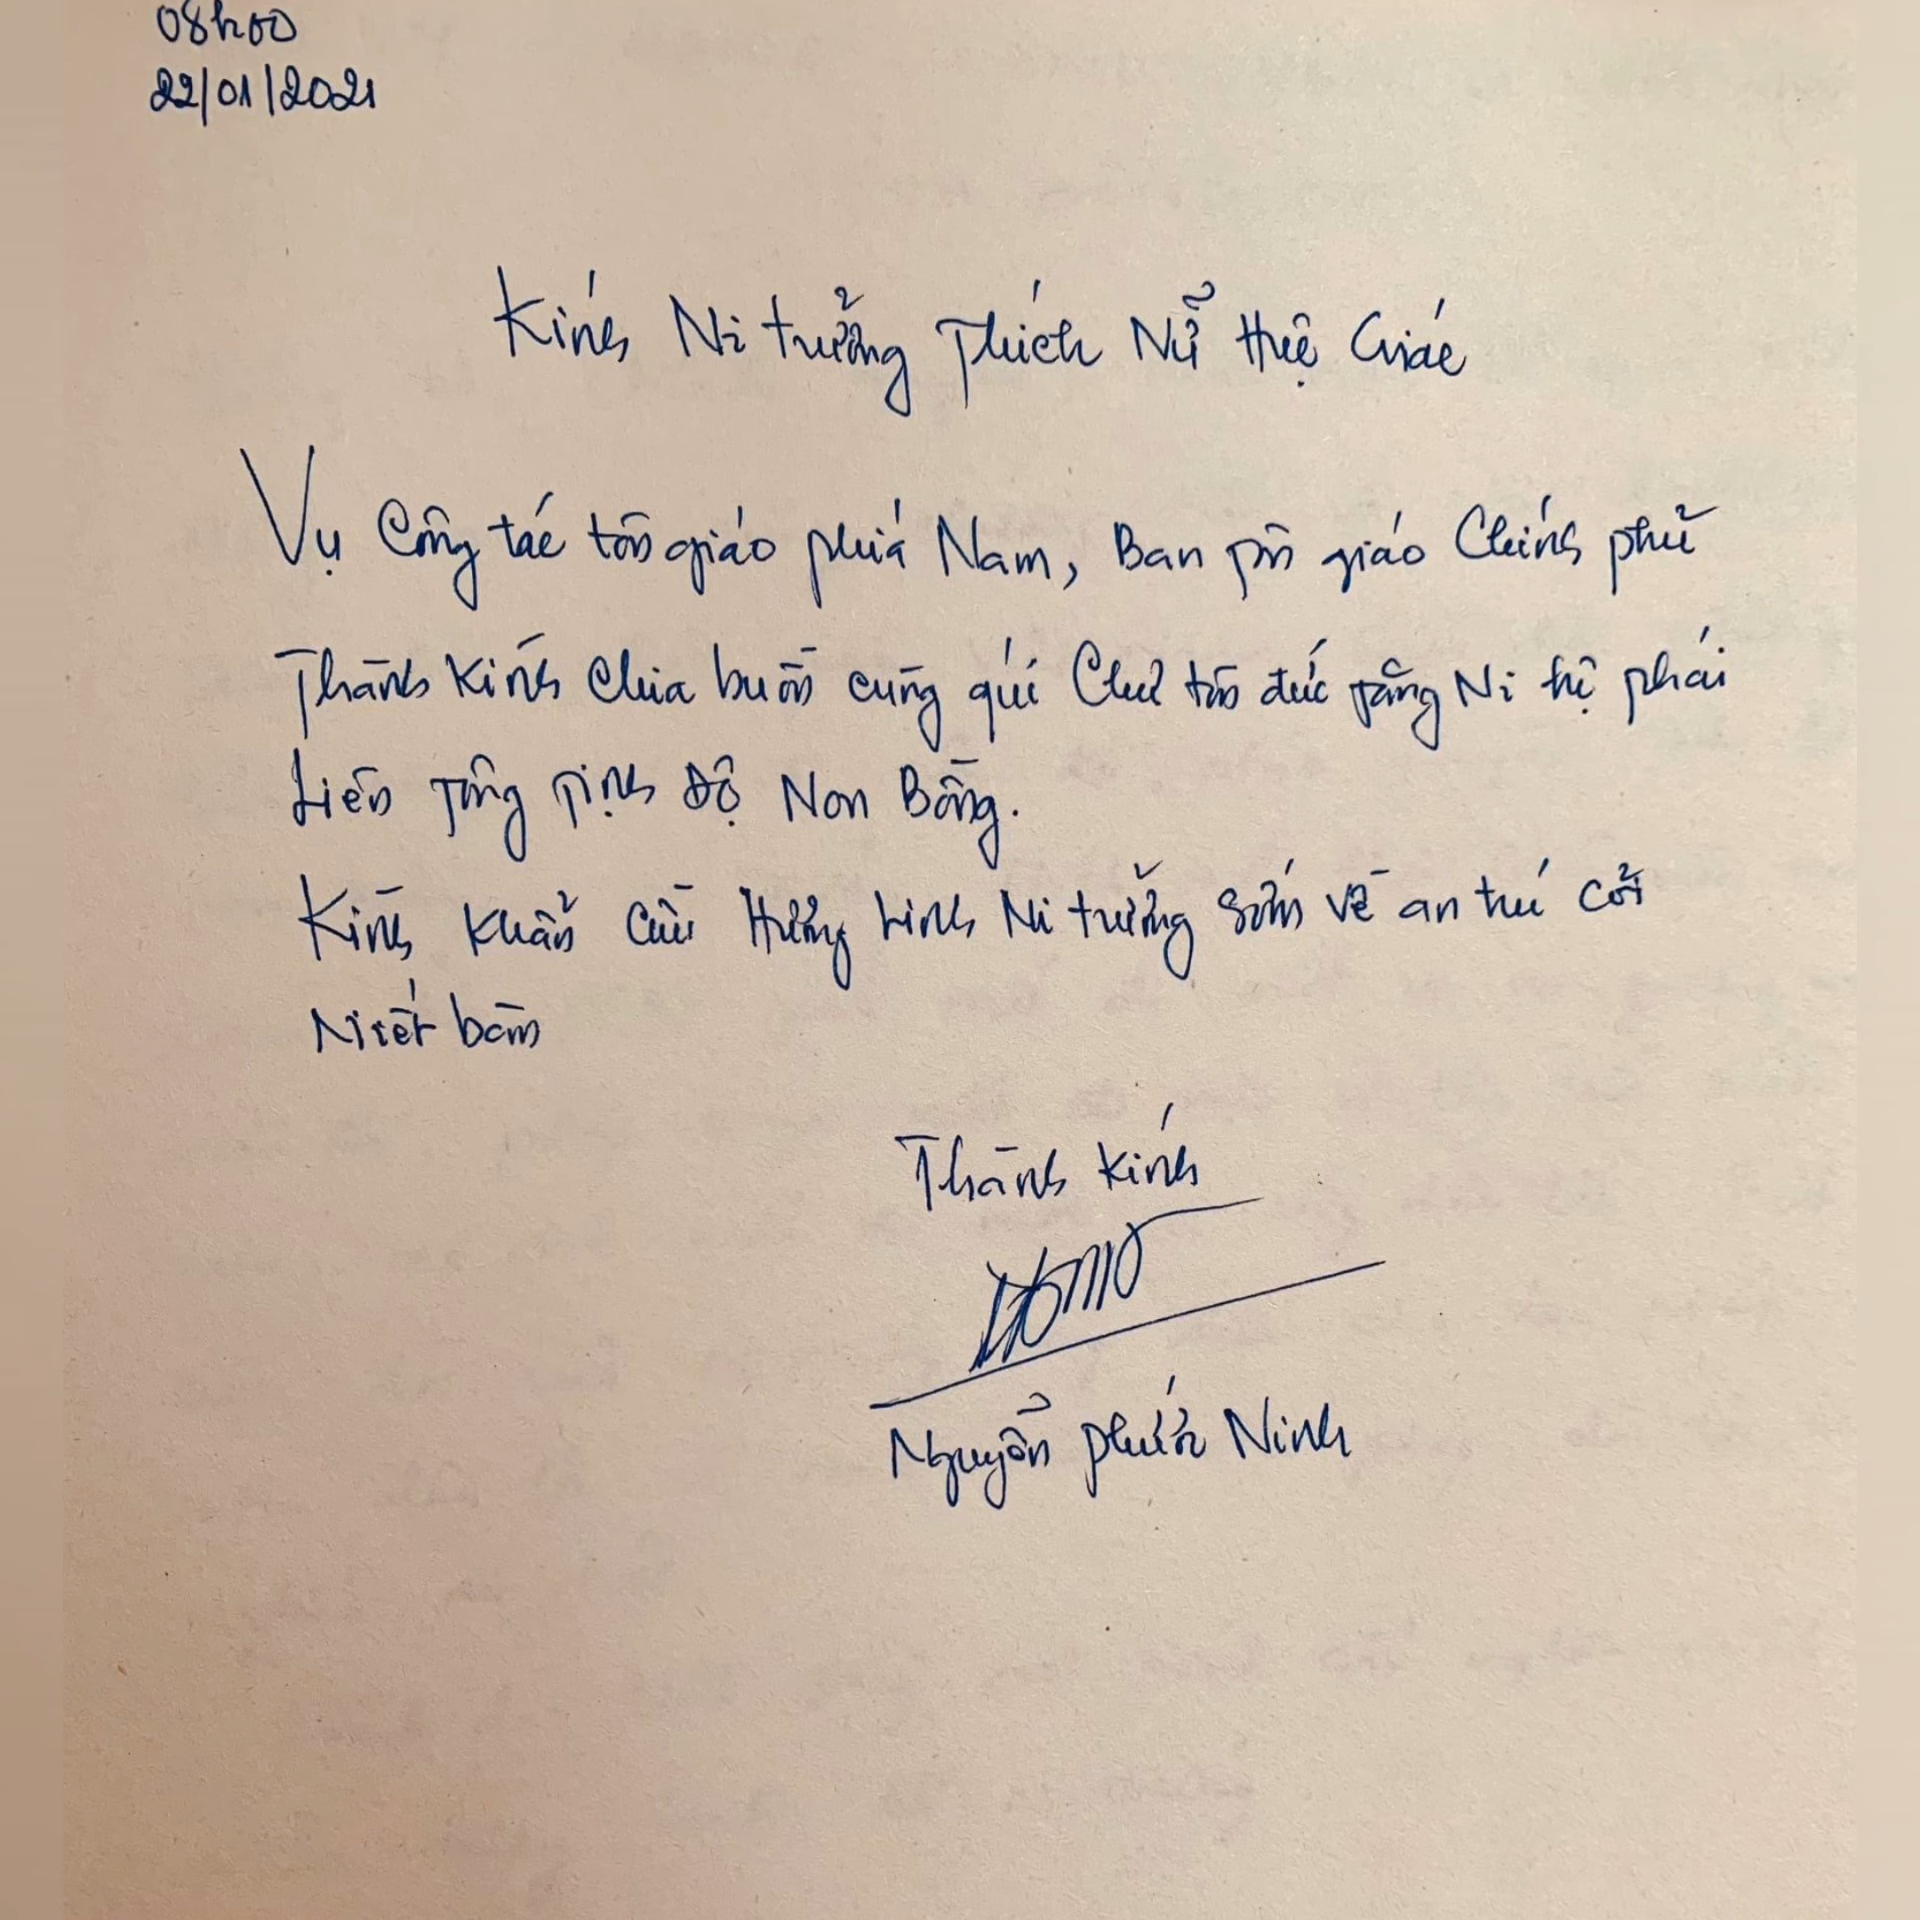 08h00
22/01/2021
Kính Ni trưởng Thích Nữ Huệ Giác
Vụ Công tác tôn giáo phía Nam, Ban Tôn giáo Chính phủ
Thành kính chia buồn cùng quí Chư tôn đức Tăng Ni hệ phái
Liên Tông Tịnh Độ Non Bồng.
Kính khấn cầu Hương Linh Ni trưởng sớm về an trú cõi
Niết bàn
Thành kính
Nguyễn Phước Ninh